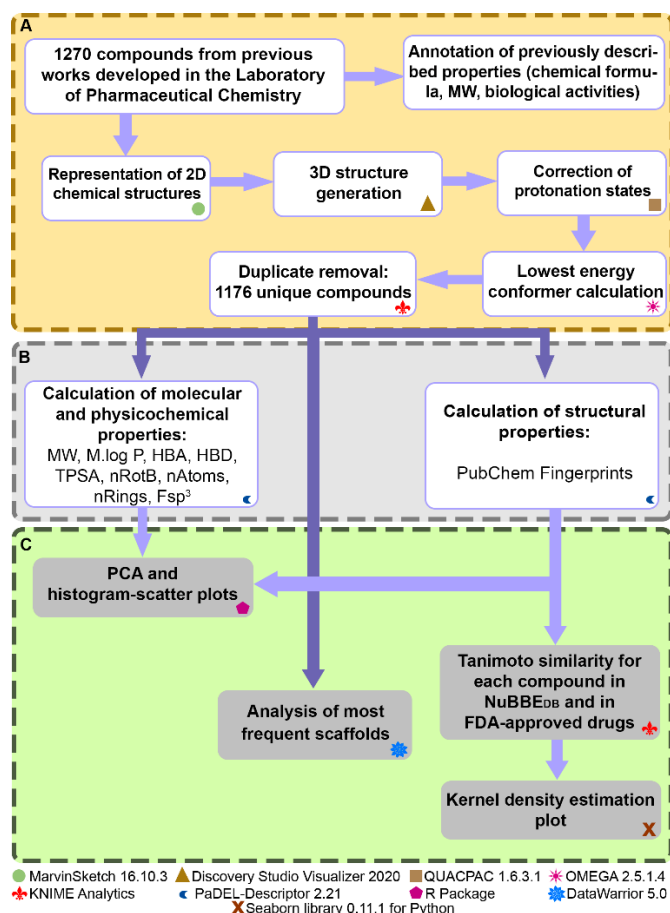 A
1270 compounds from previous
works developed in the Laboratory
of Pharmaceutical Chemistry
Annotation of previously descri-
bed properties (chemical formu-
la, MW, biological activities)
Representation of 2D
chemical structures
3D structure
generation
Correction of
protonation states
Duplicate removal:
1176 unique compounds
Lowest energy
conformer calculation
B
Calculation of molecular
and physicochemical
properties:
MW, M.log P, HBA, HBD,
TPSA, nRotB, nAtoms,
nRings, Fsp³
Calculation of structural
properties:
PubChem Fingerprints
C
PCA and
histogram-scatter plots
Analysis of most
frequent scaffolds
Tanimoto similarity for
each compound in
NuBBEDB and in
FDA-approved drugs
Kernel density estimation
plot
MarvinSketch 16.10.3 Discovery Studio Visualizer 2020 QUACPAC 1.6.3.1 OMEGA 2.5.1.4
KNIME Analytics PaDEL-Descriptor 2.21 R Package DataWarrior 5.0
Seaborn library 0.11.1 for Python